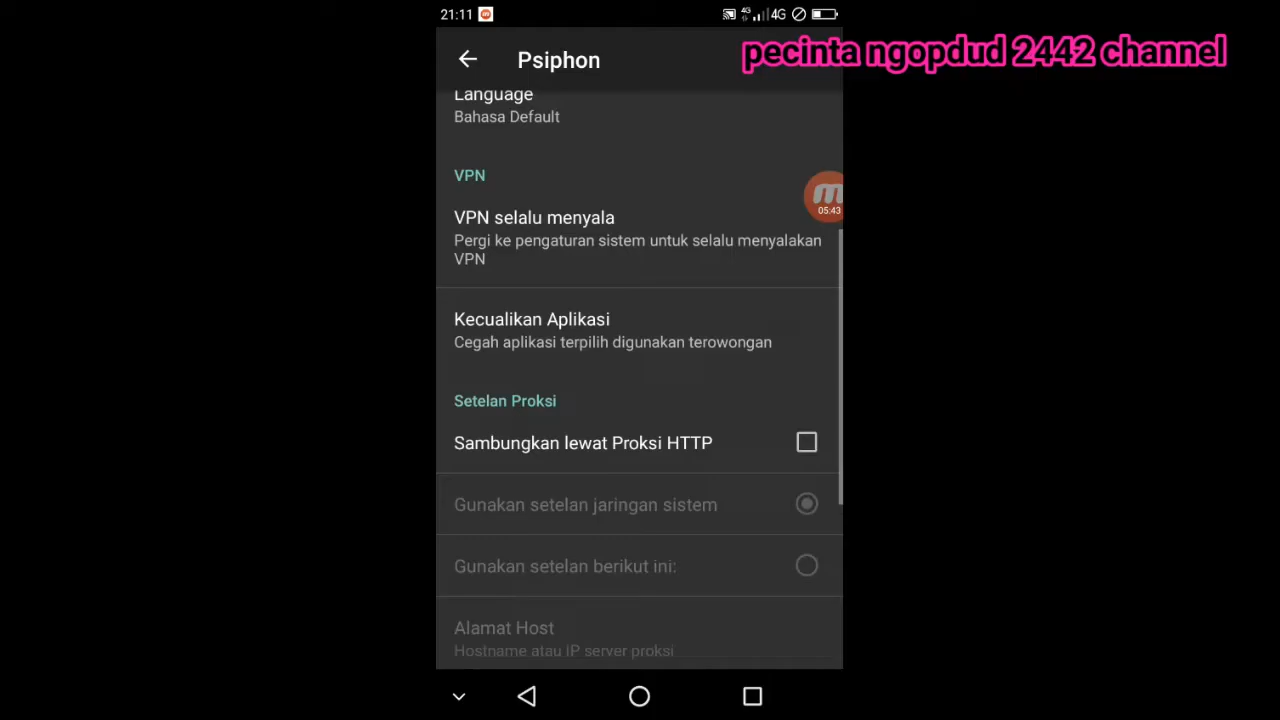 21:11
4G 4G
pecinta ngopdud 2442 channel
Psiphon
Language
Bahasa Default
VPN
05:43
VPN selalu menyala
Pergi ke pengaturan sistem untuk selalu menyalakan
VPN
Kecualikan Aplikasi
Cegah aplikasi terpilih digunakan terowongan
Setelan Proksi
Sambungkan lewat Proksi HTTP
Gunakan setelan jaringan sistem
Gunakan setelan berikut ini:
Alamat Host
Hostname atau IP server proksi